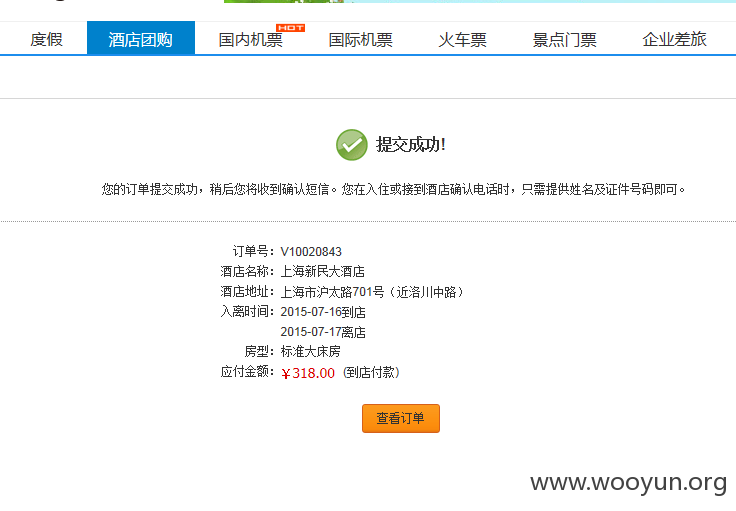 度假 酒店团购 国内机票 HOT 国际机票 火车票 景点门票 企业差旅
提交成功!
您的订单提交成功，稍后您将收到确认短信。您在入住或接到酒店确认电话时，只需提供姓名及证件号码即可。
订单号：V10020843
酒店名称：上海新民大酒店
酒店地址：上海市沪太路701号（近洛川中路）
入离时间：2015-07-16到店
2015-07-17离店
房型：标准大床房
应付金额：￥318.00（到店付款）
查看订单
www.wooyun.org